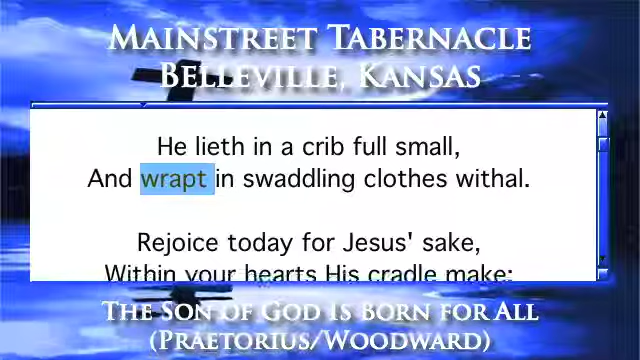 MAINSTREET TABERNACLE
BELLEVILLE, KANSAS
He lieth in a crib full small,
And wrapt in swaddling clothes withal.
Rejoice today for Jesus' sake,
Within your hearts His cradle make;
THE SON OF GOD IS BORN FOR ALL
(PRAETORIUS/WOODWARD)